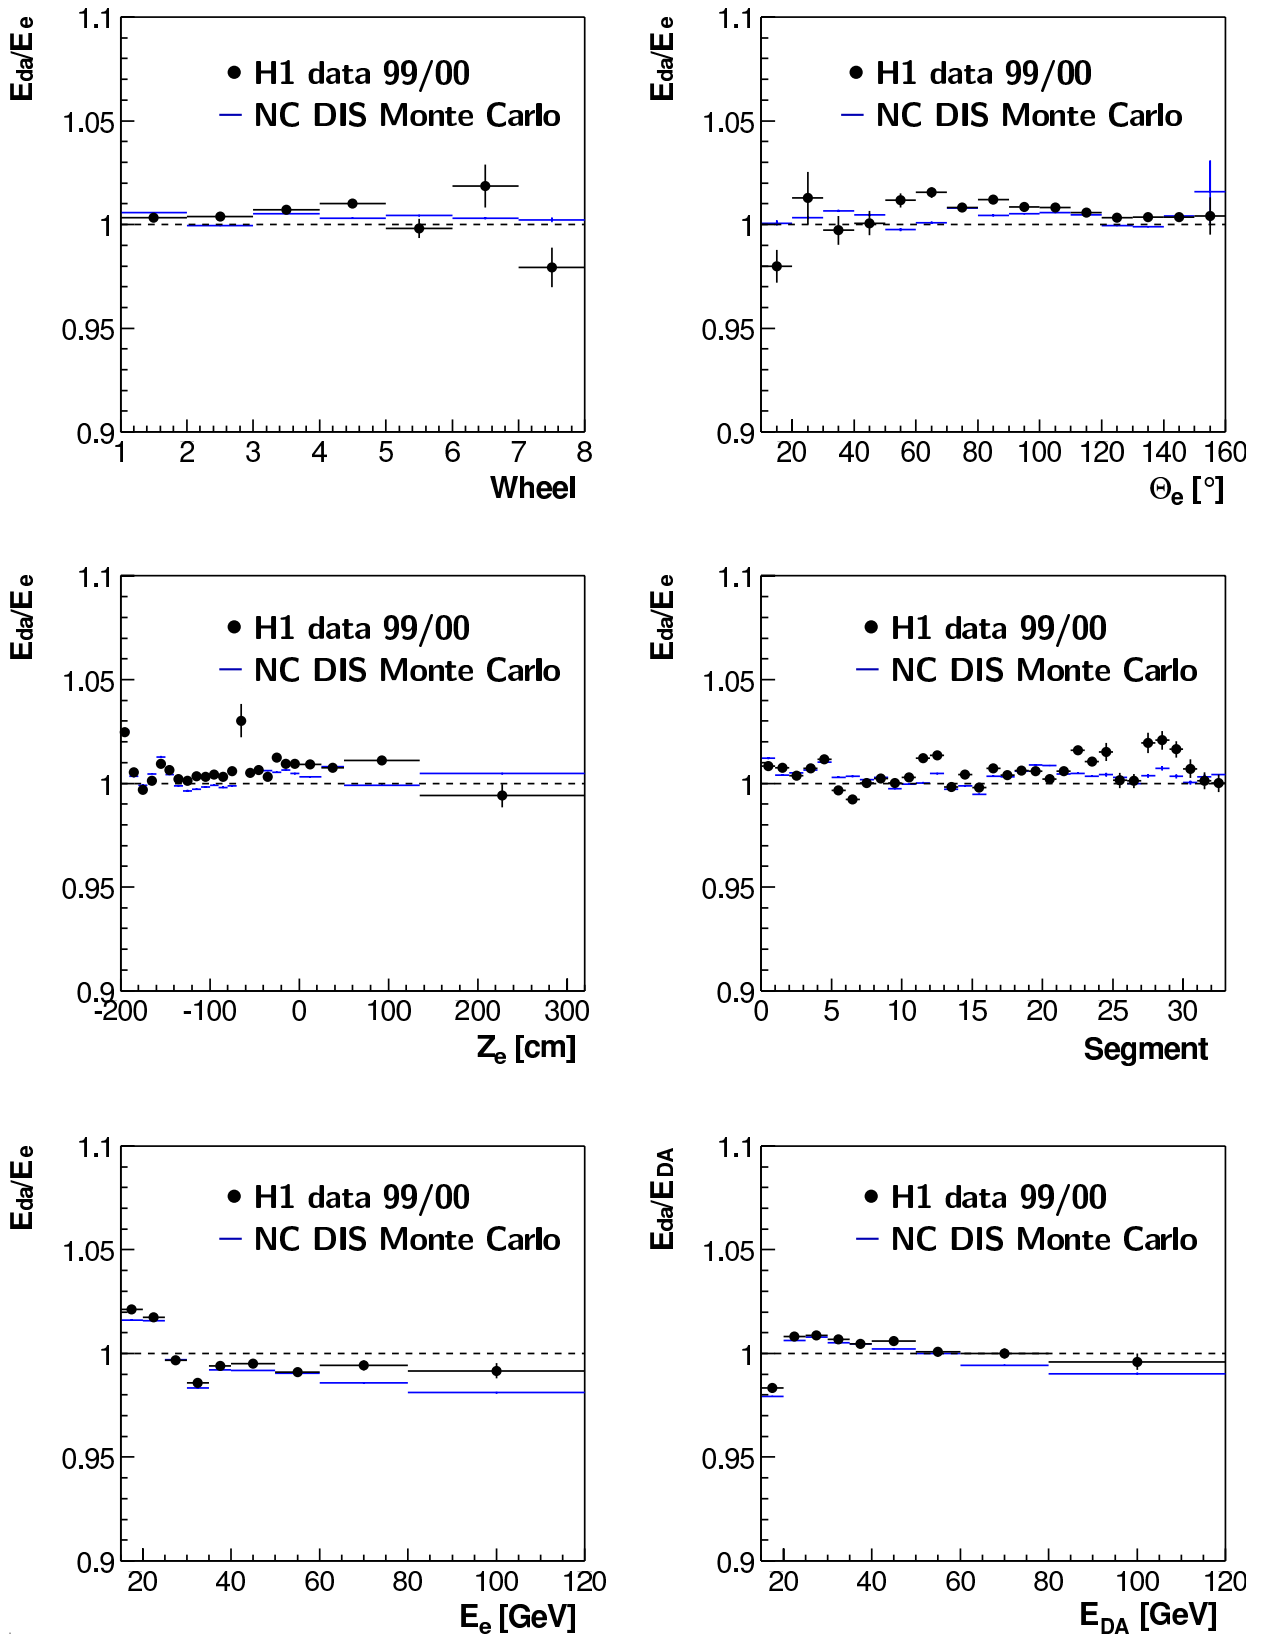 E_da/E_e
1.1
1.05
1
0.95
0.9
● H1 data 99/00
— NC DIS Monte Carlo
1 2 3 4 5 6 7 8
Wheel
E_da/E_e
1.1
1.05
1
0.95
0.9
● H1 data 99/00
— NC DIS Monte Carlo
20 40 60 80 100 120 140 160
Θ_e [°]
E_da/E_e
1.1
1.05
1
0.95
0.9
● H1 data 99/00
— NC DIS Monte Carlo
-200 -100 0 100 200 300
Z_e [cm]
E_da/E_e
1.1
1.05
1
0.95
0.9
● H1 data 99/00
— NC DIS Monte Carlo
0 5 10 15 20 25 30
Segment
E_da/E_e
1.1
1.05
1
0.95
0.9
● H1 data 99/00
— NC DIS Monte Carlo
20 40 60 80 100 120
E_e [GeV]
E_da/E_DA
1.1
1.05
1
0.95
0.9
● H1 data 99/00
— NC DIS Monte Carlo
20 40 60 80 100 120
E_DA [GeV]